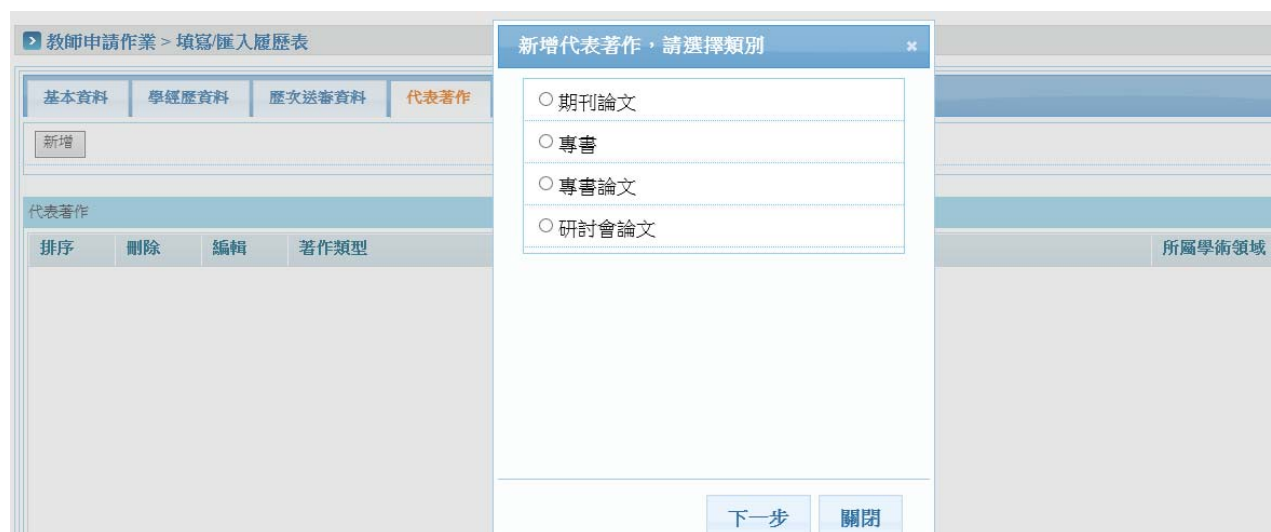 教師申請作業 > 填寫/匯入履歷表
基本資料 學經歷資料 歷次送審資料 代表著作
新增
代表著作
排序 刪除 編輯 著作類型 所屬學術領域
新增代表著作，請選擇類別 ×
期刊論文
專書
專書論文
研討會論文
下一步 關閉